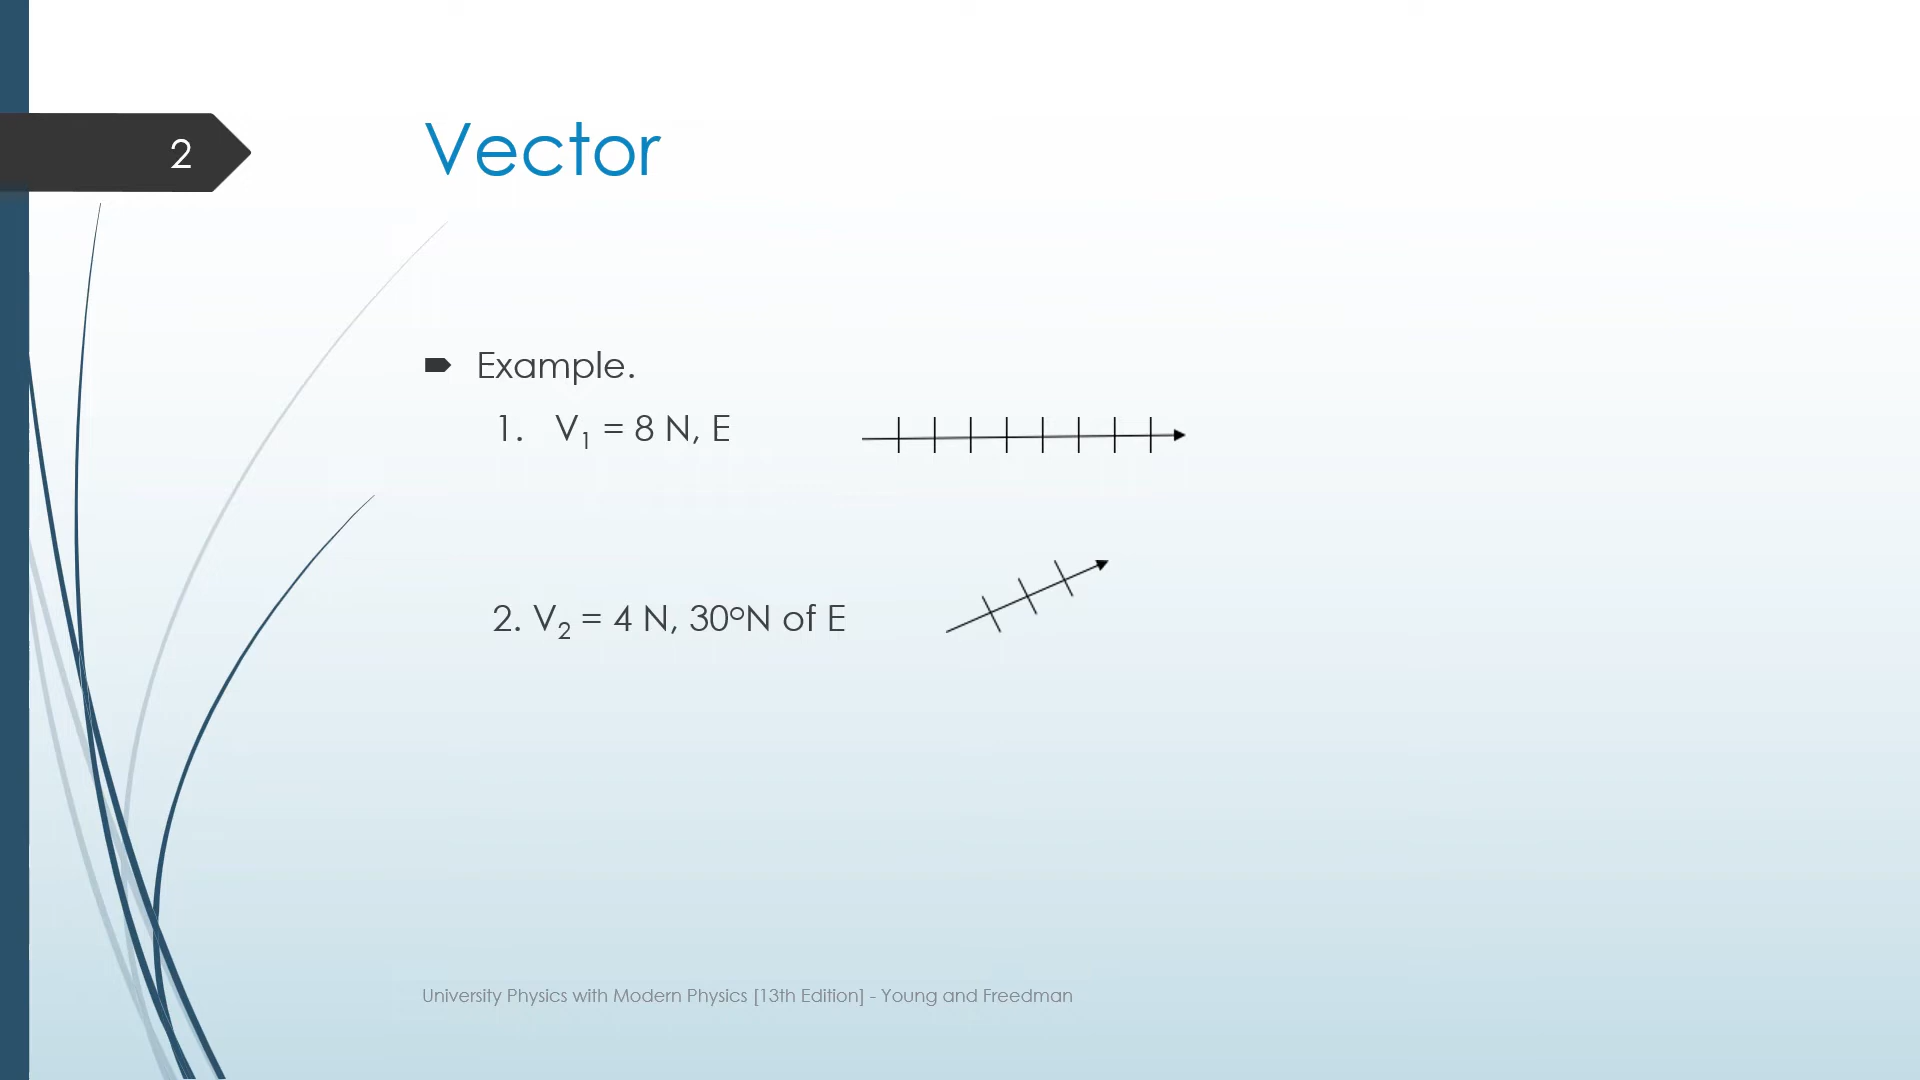 2
Vector
Example.
1. V₁ = 8 N, E
2. V₂ = 4 N, 30ᵒN of E
University Physics with Modern Physics [13th Edition] - Young and Freedman